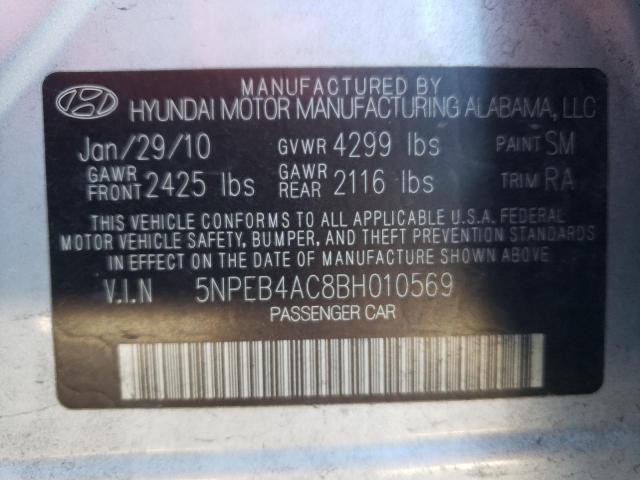 MANUFACTURED BY
HYUNDAI MOTOR MANUFACTURING ALABAMA, LLC
Jan/29/10 GVWR 4299 lbs PAINT SM
GAWR FRONT 2425 lbs GAWR REAR 2116 lbs TRIM RA
THIS VEHICLE CONFORMS TO ALL APPLICABLE U.S.A. FEDERAL
MOTOR VEHICLE SAFETY, BUMPER, AND THEFT PREVENTION STANDARDS
IN EFFECT ON THE DATE OF MANUFACTURE SHOWN ABOVE.
V.I.N 5NPEB4AC8BH010569
PASSENGER CAR